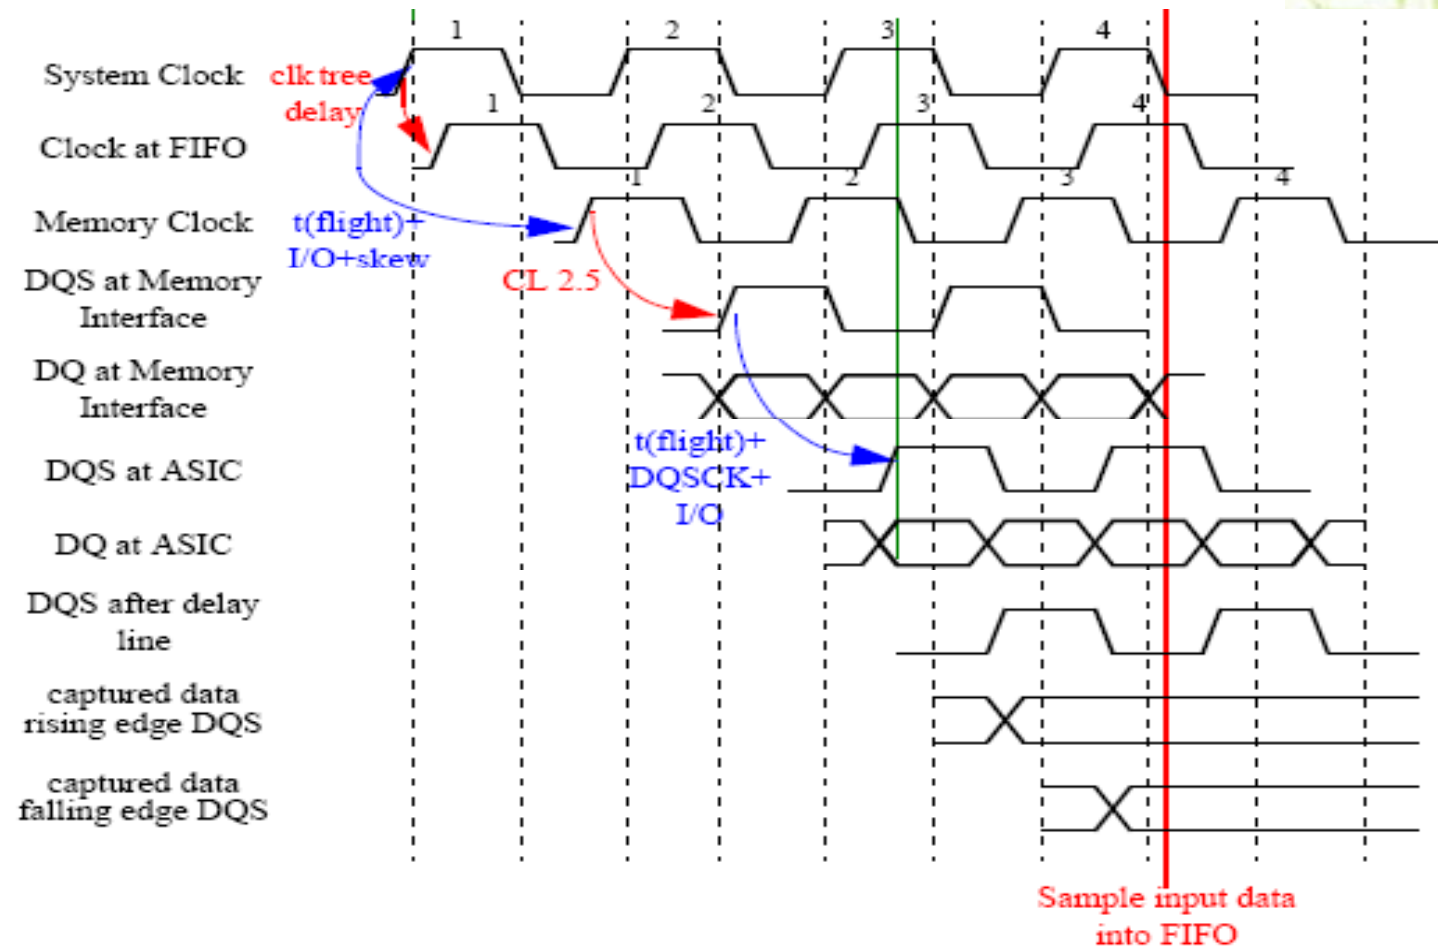 1 2 3 4
System Clock
clk tree
delay
1 2 3 4
Clock at FIFO
1 2 3 4
Memory Clock
t(flight)+
I/O+skew
CL 2.5
DQS at Memory
Interface
DQ at Memory
Interface
t(flight)+
DQSCK+
I/O
DQS at ASIC
DQ at ASIC
DQS after delay
line
captured data
rising edge DQS
captured data
falling edge DQS
Sample input data
into FIFO